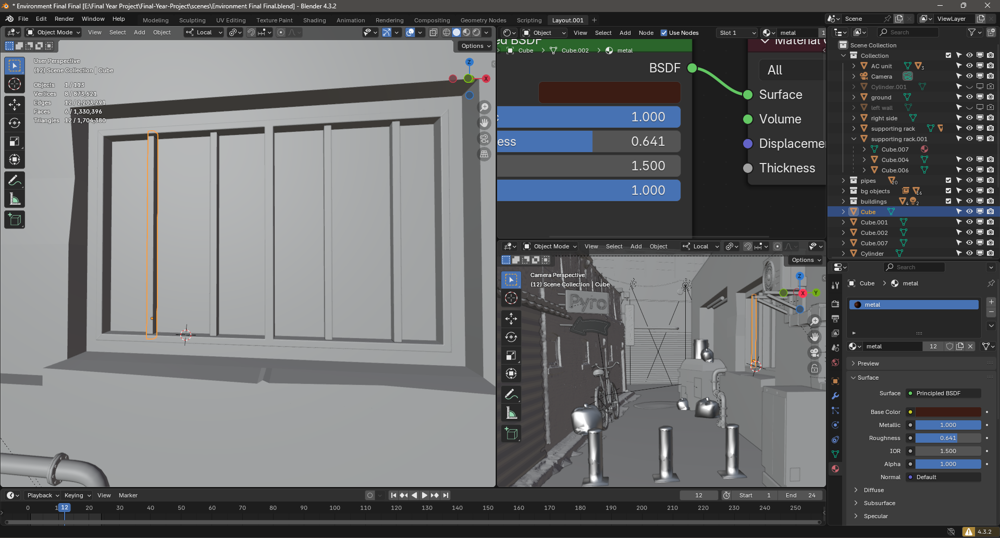 * Environment Final Final [E:\Final Year Project\Final-Year-Project\scenes\Environment Final Final.blend] - Blender 4.3.2
File Edit Render Window Help Modeling Sculpting UV Editing Texture Paint Shading Animation Rendering Compositing Geometry Nodes Scripting Layout.001 + Scene ViewLayer
Object Mode View Select Add Object Local
Options
User Perspective
(12) Scene Collection | Cube
Objects 1 / 113
Vertices 8 / 873,621
Edges 12 / 2,203,291
Faces 6 / 1,330,396
Triangles 12 / 1,704,380
Z
X
Object View Select Add Node Use Nodes Slot 1 metal 1
ed BSDF
Material
Cube > Cube.002 > metal
BSDF
All
Surface
1.000
Volume
ess 0.641
Displaceme
1.500
Thickness
1.000
Object Mode View Select Add Object Local
Options
Camera Perspective
(12) Scene Collection | Cube
Z
X
Y
Pyro
Search
Scene Collection
Collection
AC unit 3
Camera
Cylinder.001
ground
left wall
right side
supporting rack
supporting rack.001
Cube.007
Cube.004
Cube.006
pipes 20
bg objects 16
buildings 4 2
Cube
Cube.001
Cube.002
Cube.007
Cylinder
Search
Cube > metal
metal
metal 12
Preview
Surface
Surface Principled BSDF
Base Color
Metallic 1.000
Roughness 0.641
IOR 1.500
Alpha 1.000
Normal Default
Diffuse
Subsurface
Specular
Playback Keying View Marker 12 Start 1 End 24
0 1 12 20 30 40 50 60 70 80 90 100 110 120 130 140 150 160 170 180 190 200 210 220 230 240 250
4.3.2